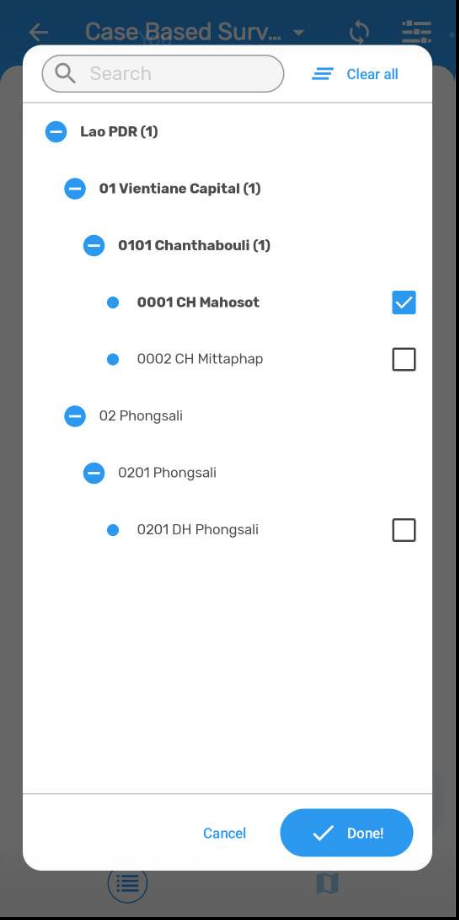 Case Based Surv...
Search
Clear all
Lao PDR (1)
01 Vientiane Capital (1)
0101 Chanthabouli (1)
0001 CH Mahosot
0002 CH Mittaphap
02 Phongsali
0201 Phongsali
0201 DH Phongsali
Cancel
Done!